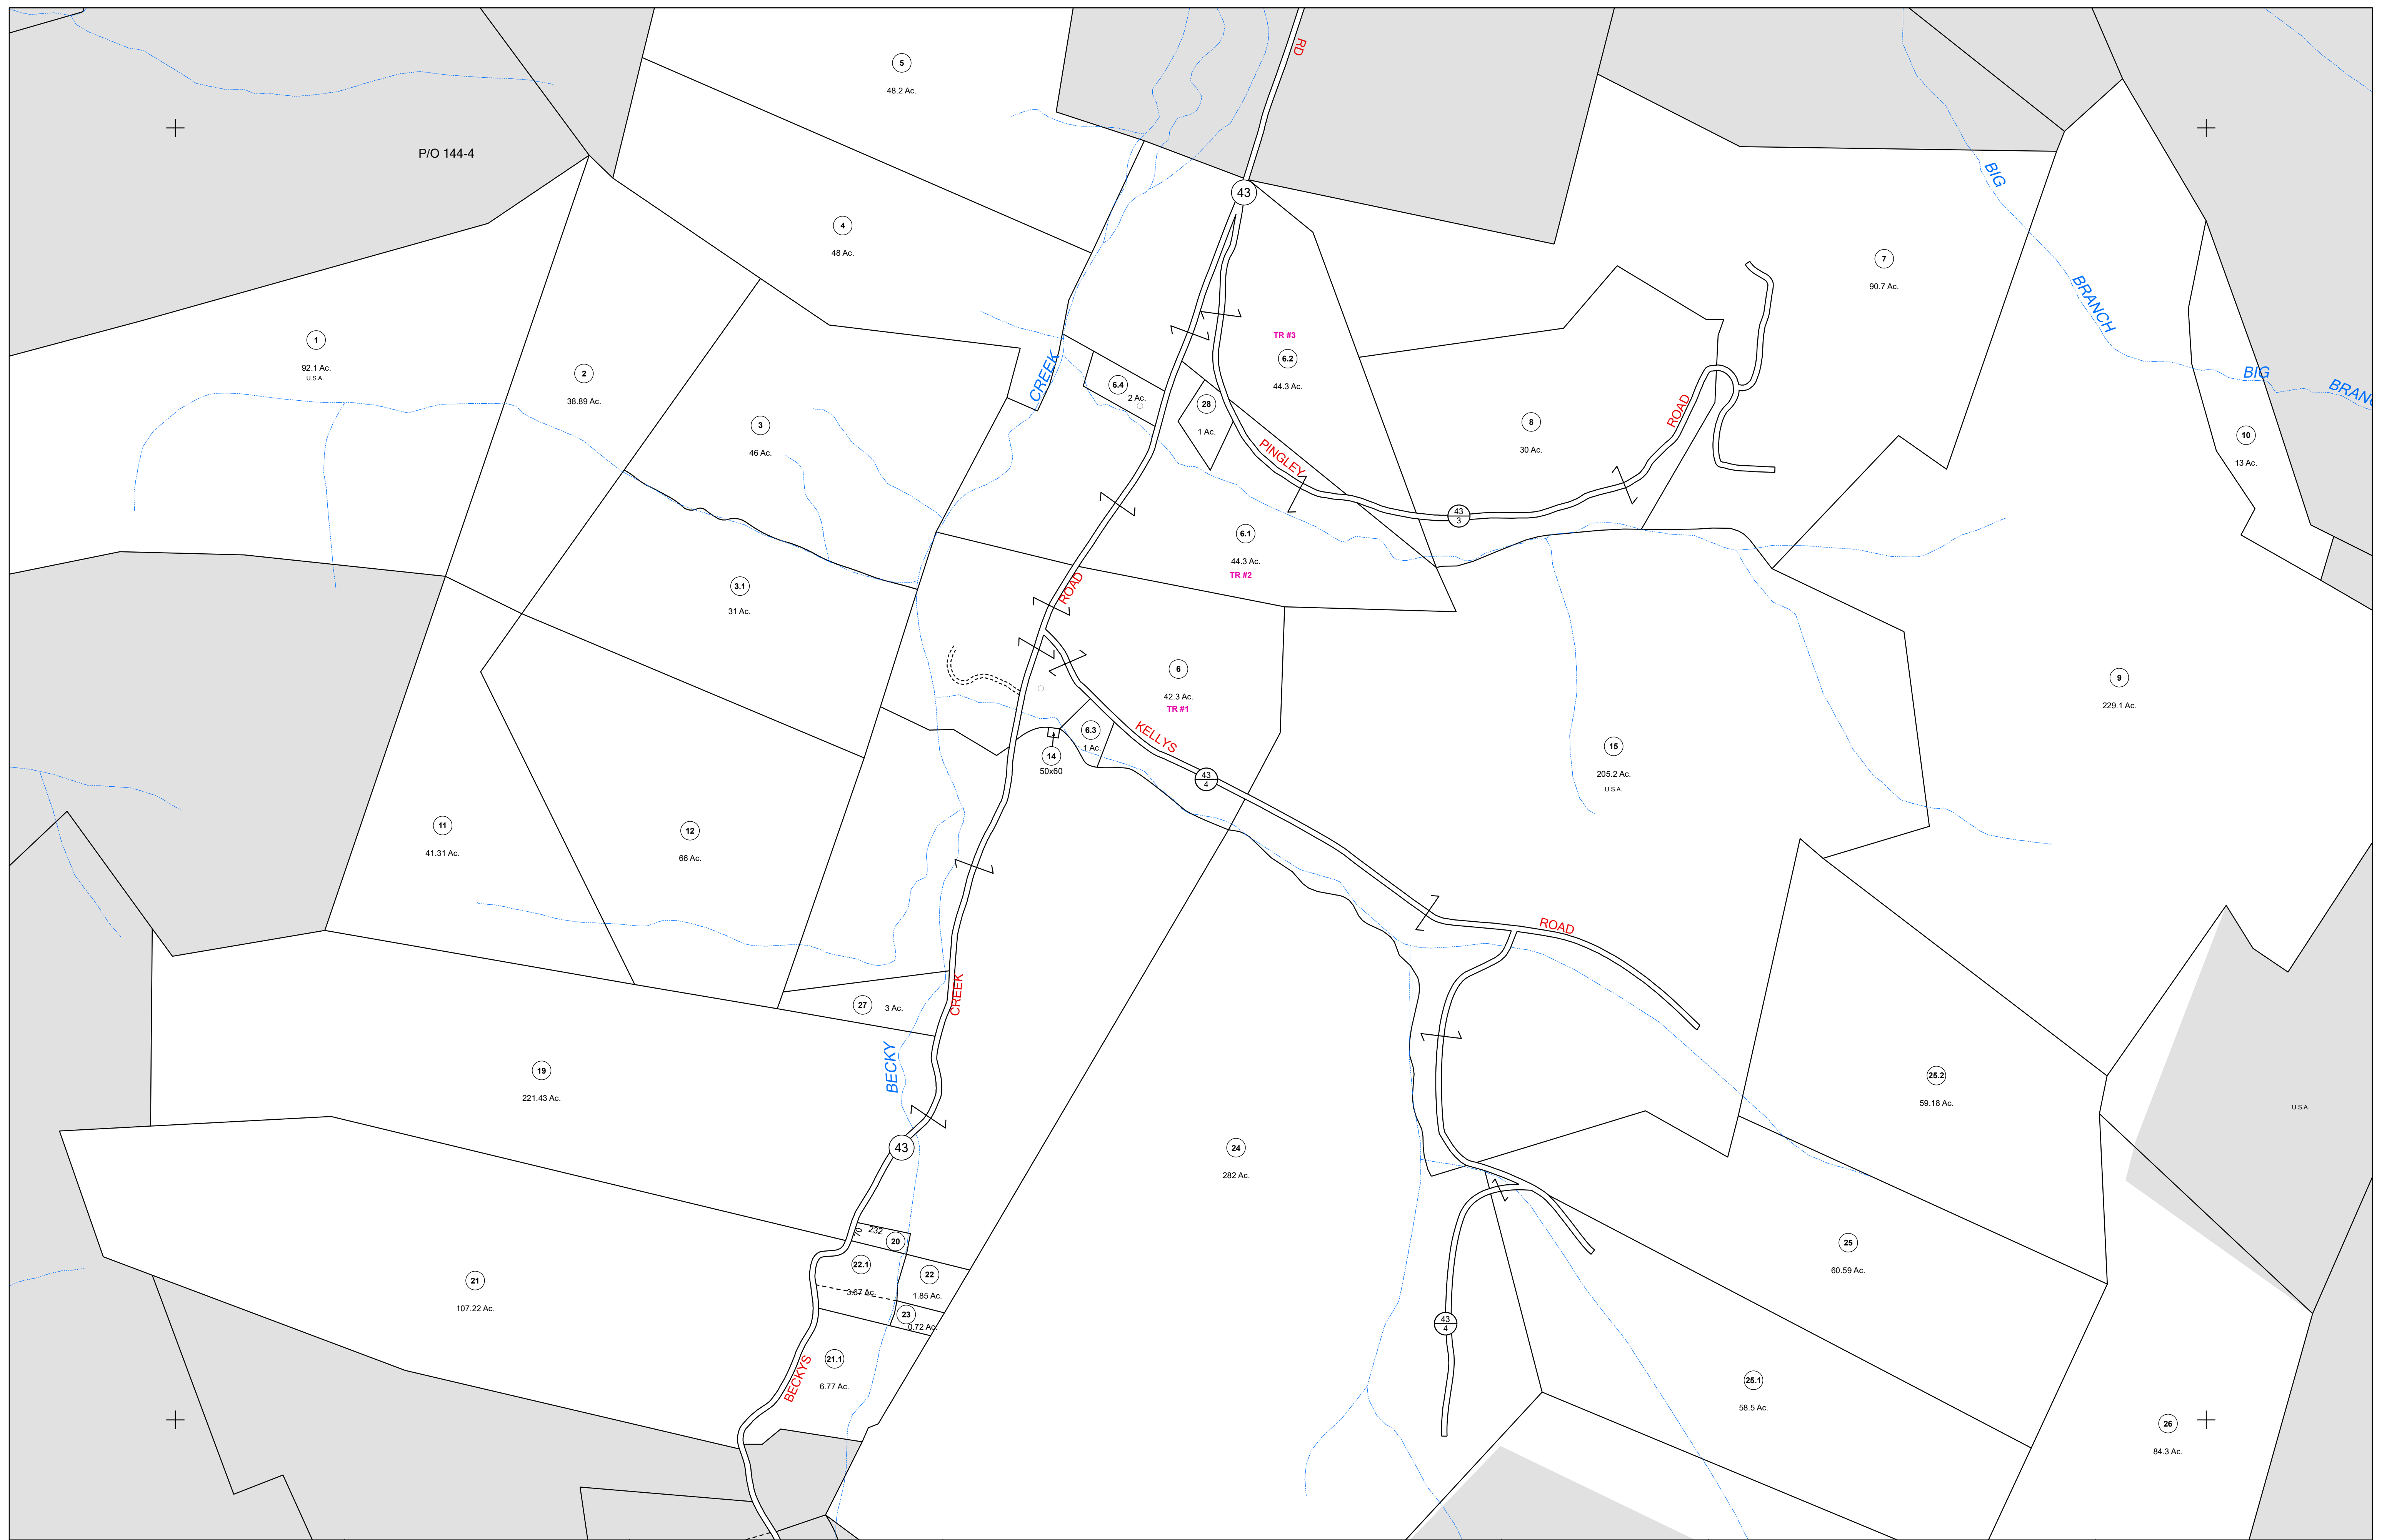 RD
5
48.2 Ac.
P/O 144-4
BIG
43
4
48 Ac.
7
90.7 Ac.
BRANCH
1
92.1 Ac.
U.S.A.
2
38.89 Ac.
CREEK
TR #3
6.2
44.3 Ac.
6.4
2 Ac.
28
1 Ac.
BIG
BRANC
3
46 Ac.
PINGLEY
8
30 Ac.
ROAD
10
13 Ac.
43
3
6.1
44.3 Ac.
TR #2
3.1
31 Ac.
ROAD
6
42.3 Ac.
TR #1
9
229.1 Ac.
6.3
1 Ac.
KELLYS
14
50x60
43
4
15
205.2 Ac.
U.S.A.
11
41.31 Ac.
12
66 Ac.
ROAD
27
3 Ac.
CREEK
BECKY
19
221.43 Ac.
25.2
59.18 Ac.
U.S.A.
43
24
282 Ac.
70
232
20
22.1
3.67 Ac.
22
1.85 Ac.
23
0.72 Ac.
25
60.59 Ac.
21
107.22 Ac.
43
4
21.1
6.77 Ac.
BECKYS
25.1
58.5 Ac.
26
84.3 Ac.